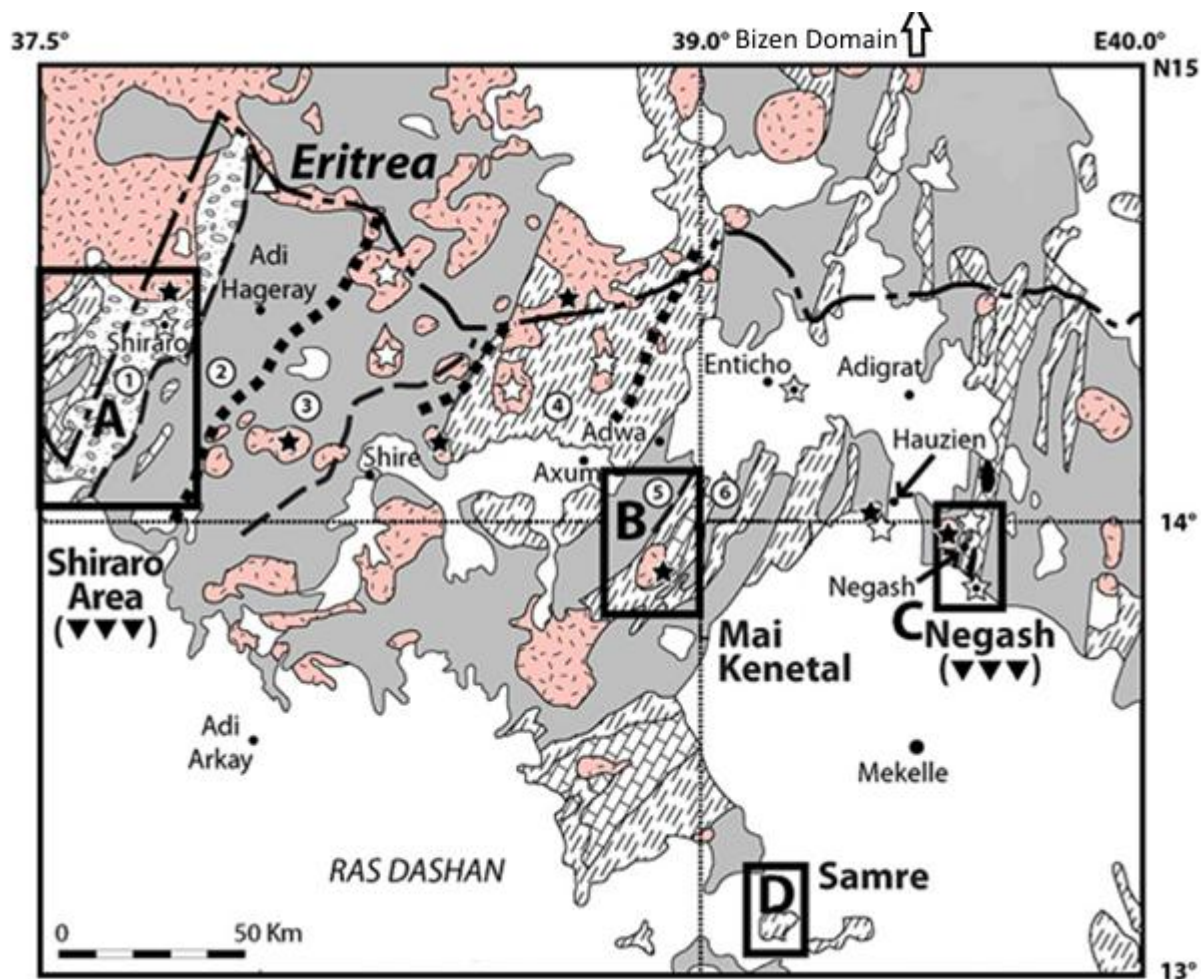 37.5°
39.0° Bizen Domain
E40.0°
N15
Eritrea
Adi
Hageray
Shiraro
1
2
A
3
4
Enticho
Adigrat
Adwa
Hauzien
Shire
Axum
5
6
B
14°
Shiraro
Area
(▼▼▼)
Negash
C Negash
(▼▼▼)
Mai
Kenetal
Adi
Arkay
Mekelle
RAS DASHAN
D
Samre
0 50 Km
13°